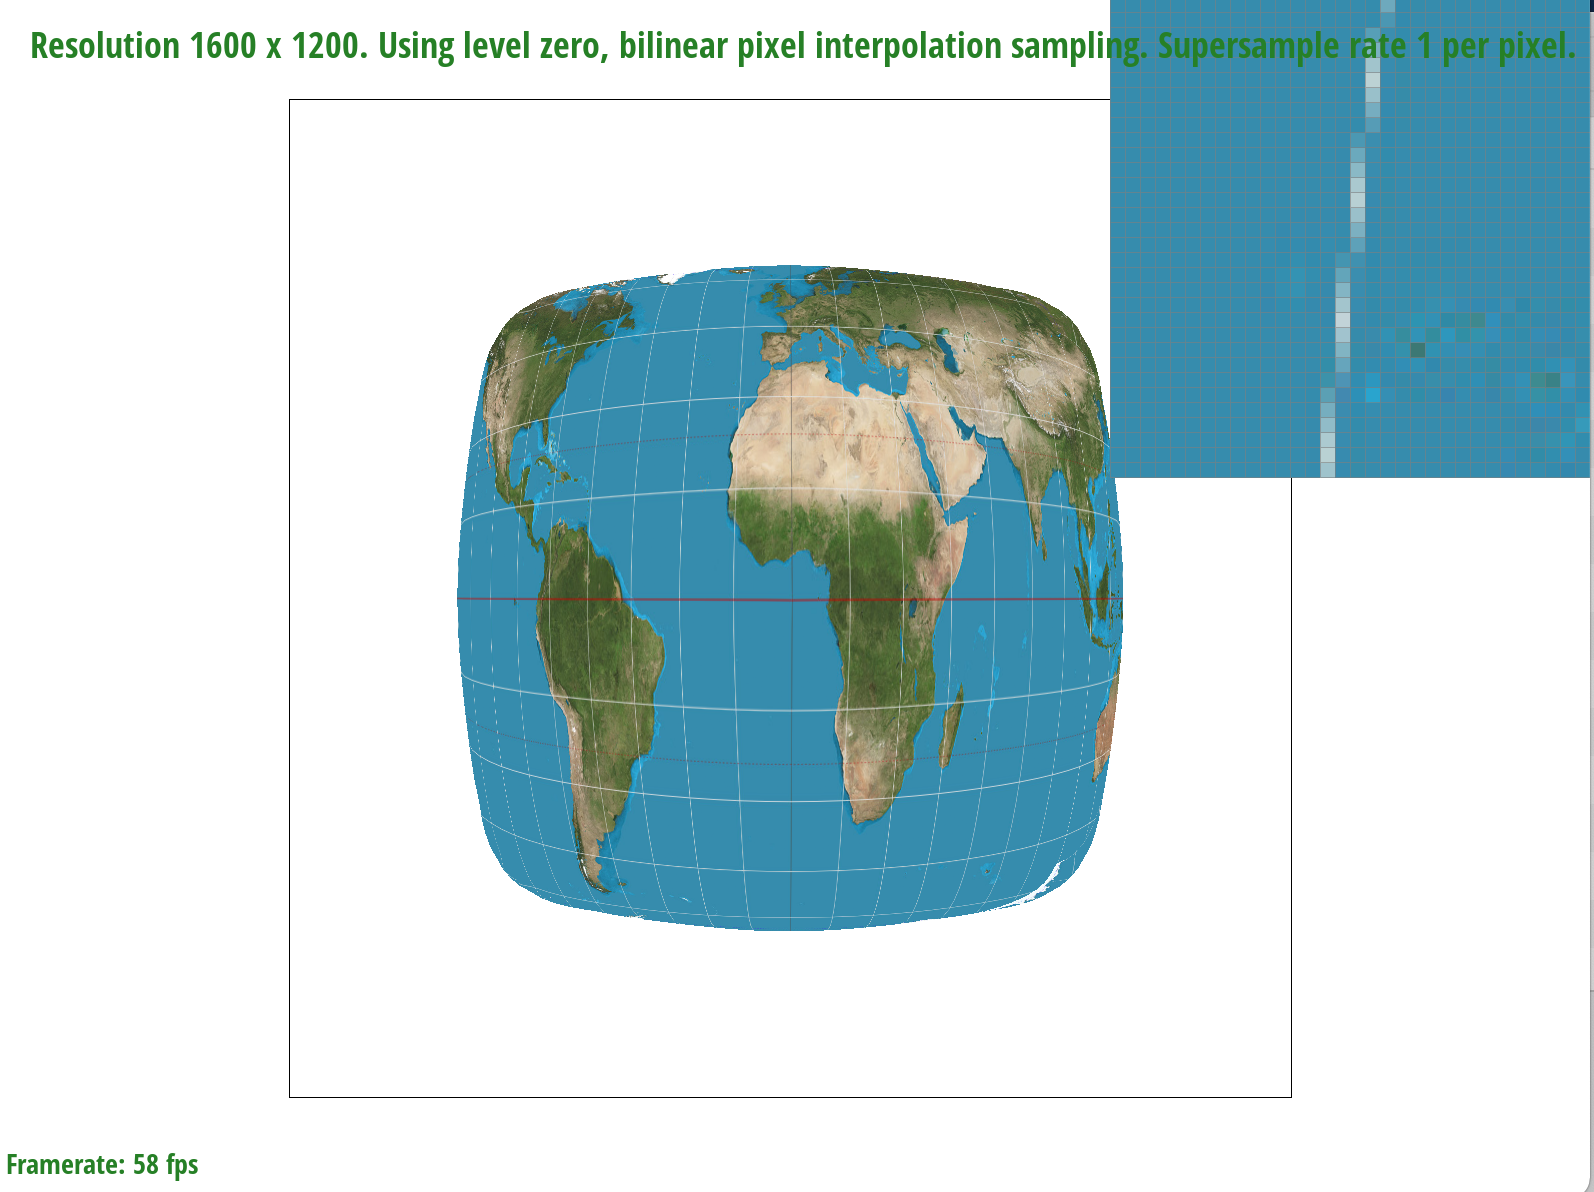 Resolution 1600 x 1200. Using level zero, bilinear pixel interpolation sampling. Supersample rate 1 per pixel.
Framerate: 58 fps